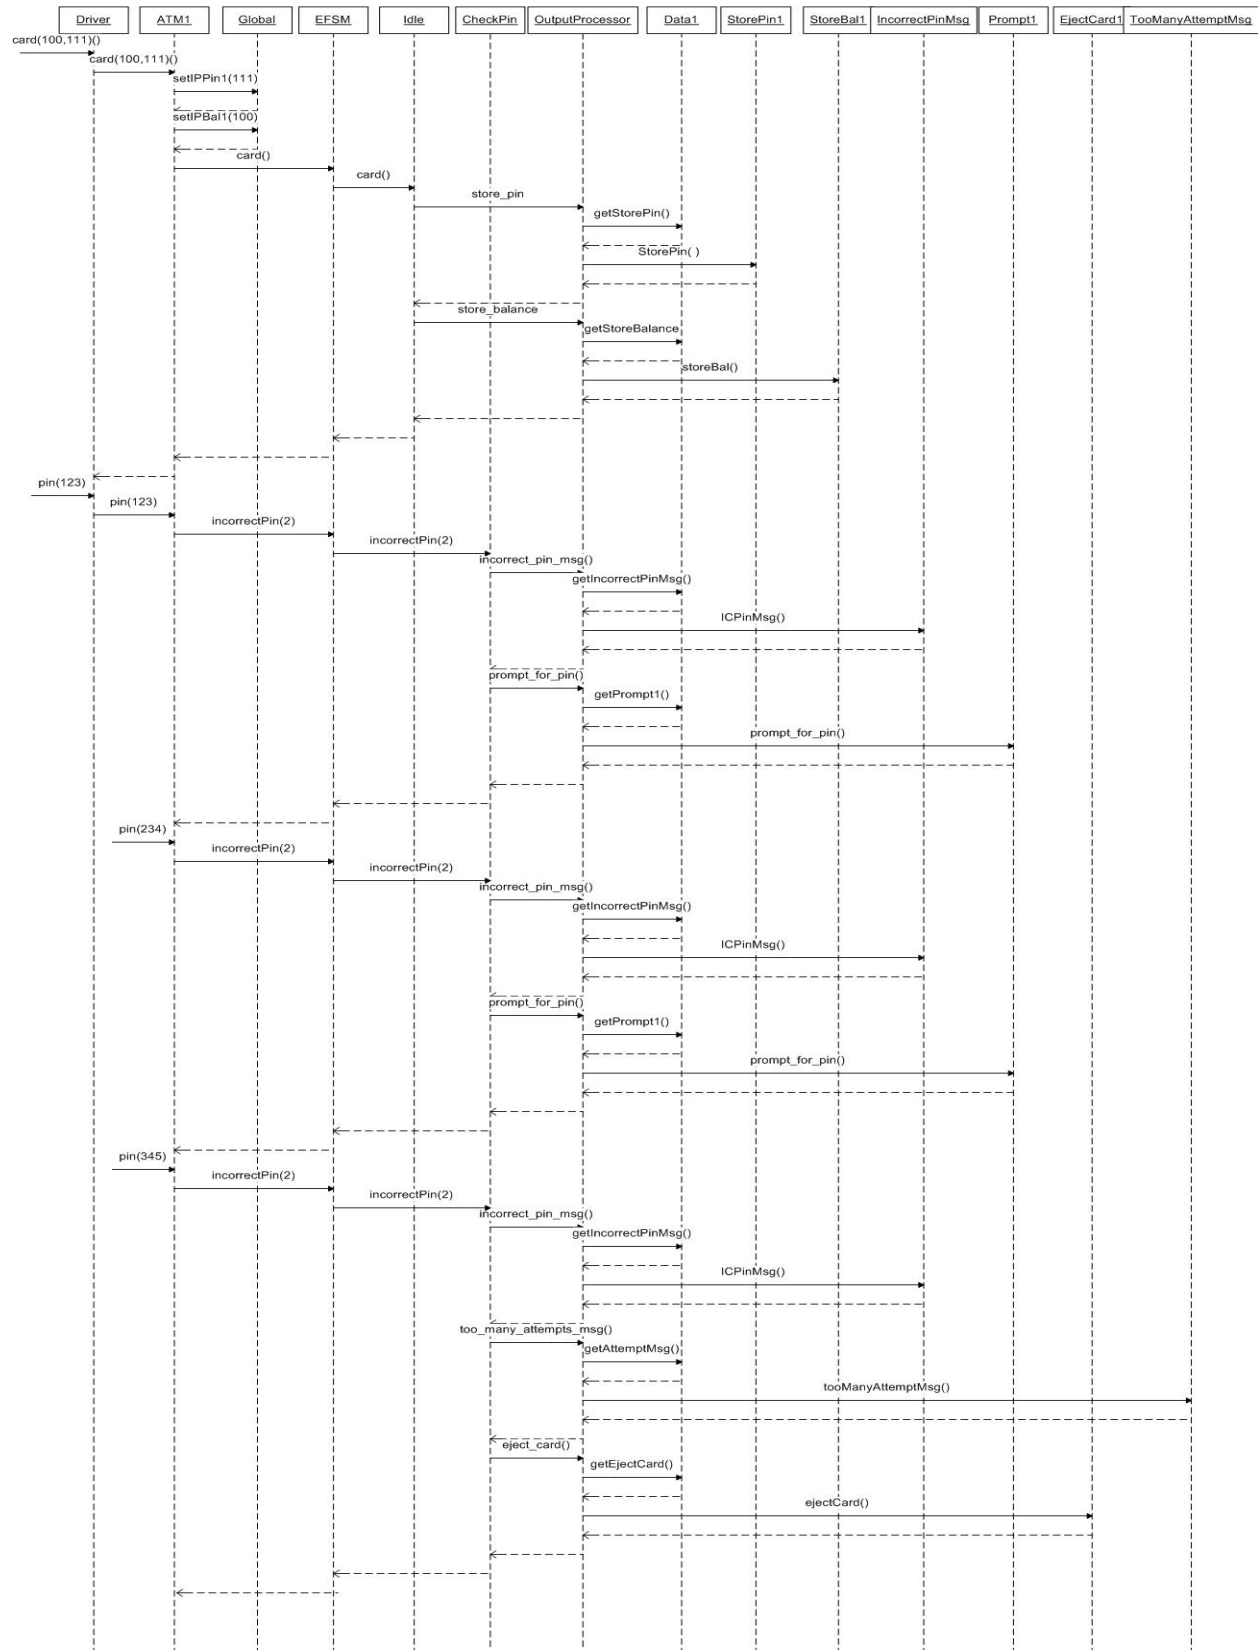 Driver ATM1 Global EFSM Idle CheckPin OutputProcessor Data1 StorePin1 StoreBal1 IncorrectPinMsg Prompt1 EjectCard1 TooManyAttemptMsg
card(100,111)()
card(100,111)()
setIPPin1(111)
setIPBal1(100)
card()
card()
store_pin
getStorePin()
StorePin( )
store_balance
getStoreBalance
storeBal()
pin(123)
pin(123)
incorrectPin(2)
incorrectPin(2)
incorrect_pin_msg()
getIncorrectPinMsg()
ICPinMsg()
prompt_for_pin()
getPrompt1()
prompt_for_pin()
pin(234)
incorrectPin(2)
incorrectPin(2)
incorrect_pin_msg()
getIncorrectPinMsg()
ICPinMsg()
prompt_for_pin()
getPrompt1()
prompt_for_pin()
pin(345)
incorrectPin(2)
incorrectPin(2)
incorrect_pin_msg()
getIncorrectPinMsg()
ICPinMsg()
too_many_attempts_msg()
getAttemptMsg()
tooManyAttemptMsg()
eject_card()
getEjectCard()
ejectCard()